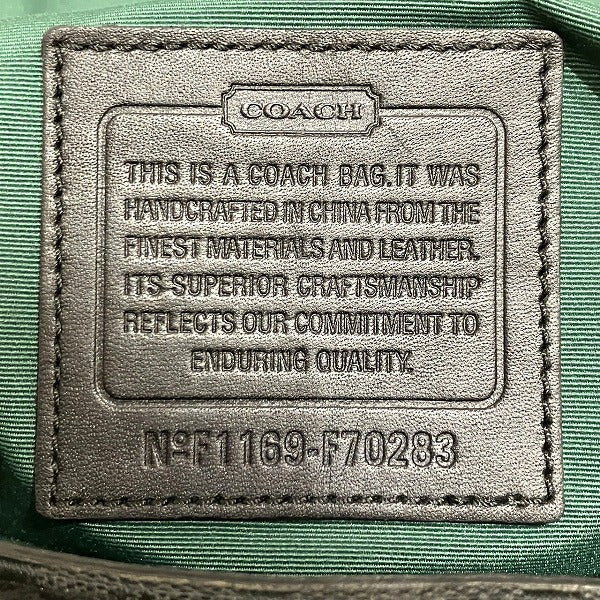 COACH
THIS IS A COACH BAG. IT WAS
HANDCRAFTED IN CHINA FROM THE
FINEST MATERIALS AND LEATHER.
ITS SUPERIOR CRAFTSMANSHIP
REFLECTS OUR COMMITMENT TO
ENDURING QUALITY.
NºF1169-F70283